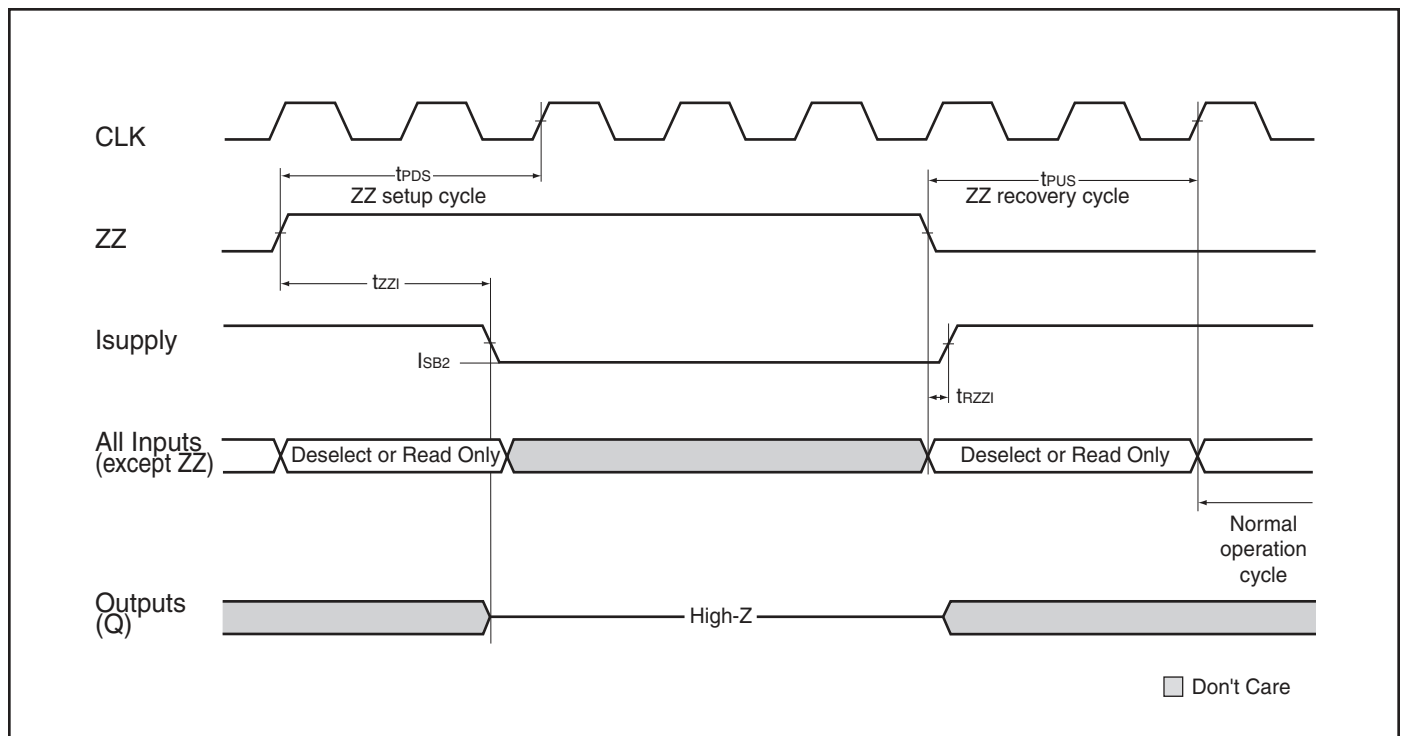 CLK
tPDS
ZZ setup cycle
tPUS
ZZ recovery cycle
ZZ
tZZI
Isupply
ISB2
tRZZI
All Inputs
(except ZZ)
Deselect or Read Only
Deselect or Read Only
Normal
operation
cycle
Outputs
(Q)
High-Z
Don't Care